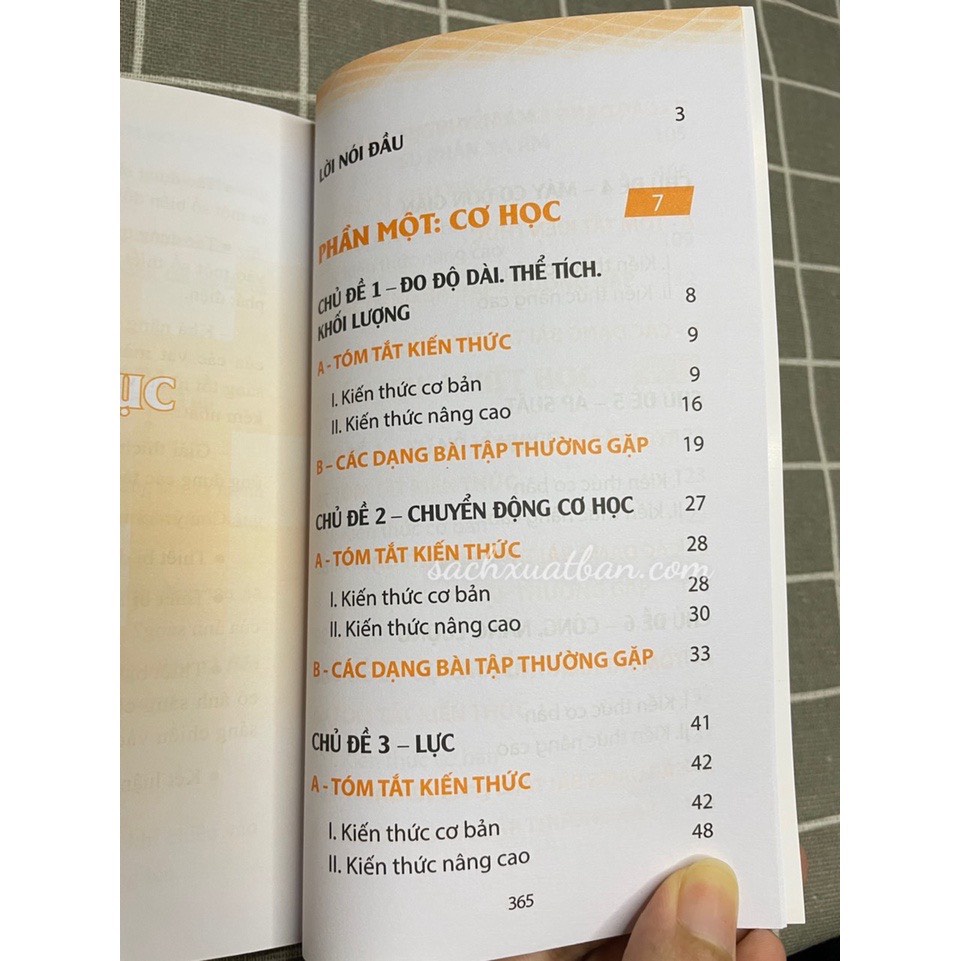 LỜI NÓI ĐẦU 3
PHẦN MỘT: CƠ HỌC 7
CHỦ ĐỀ 1 – ĐO ĐỘ DÀI. THỂ TÍCH.
KHỐI LƯỢNG 8
A - TÓM TẮT KIẾN THỨC 9
I. Kiến thức cơ bản 9
II. Kiến thức nâng cao 16
B – CÁC DẠNG BÀI TẬP THƯỜNG GẶP 19
CHỦ ĐỀ 2 – CHUYỂN ĐỘNG CƠ HỌC 27
A - TÓM TẮT KIẾN THỨC 28
sachxuatban.com
I. Kiến thức cơ bản 28
II. Kiến thức nâng cao 30
B - CÁC DẠNG BÀI TẬP THƯỜNG GẶP 33
CHỦ ĐỀ 3 – LỰC 41
A - TÓM TẮT KIẾN THỨC 42
I. Kiến thức cơ bản 42
II. Kiến thức nâng cao 48
365